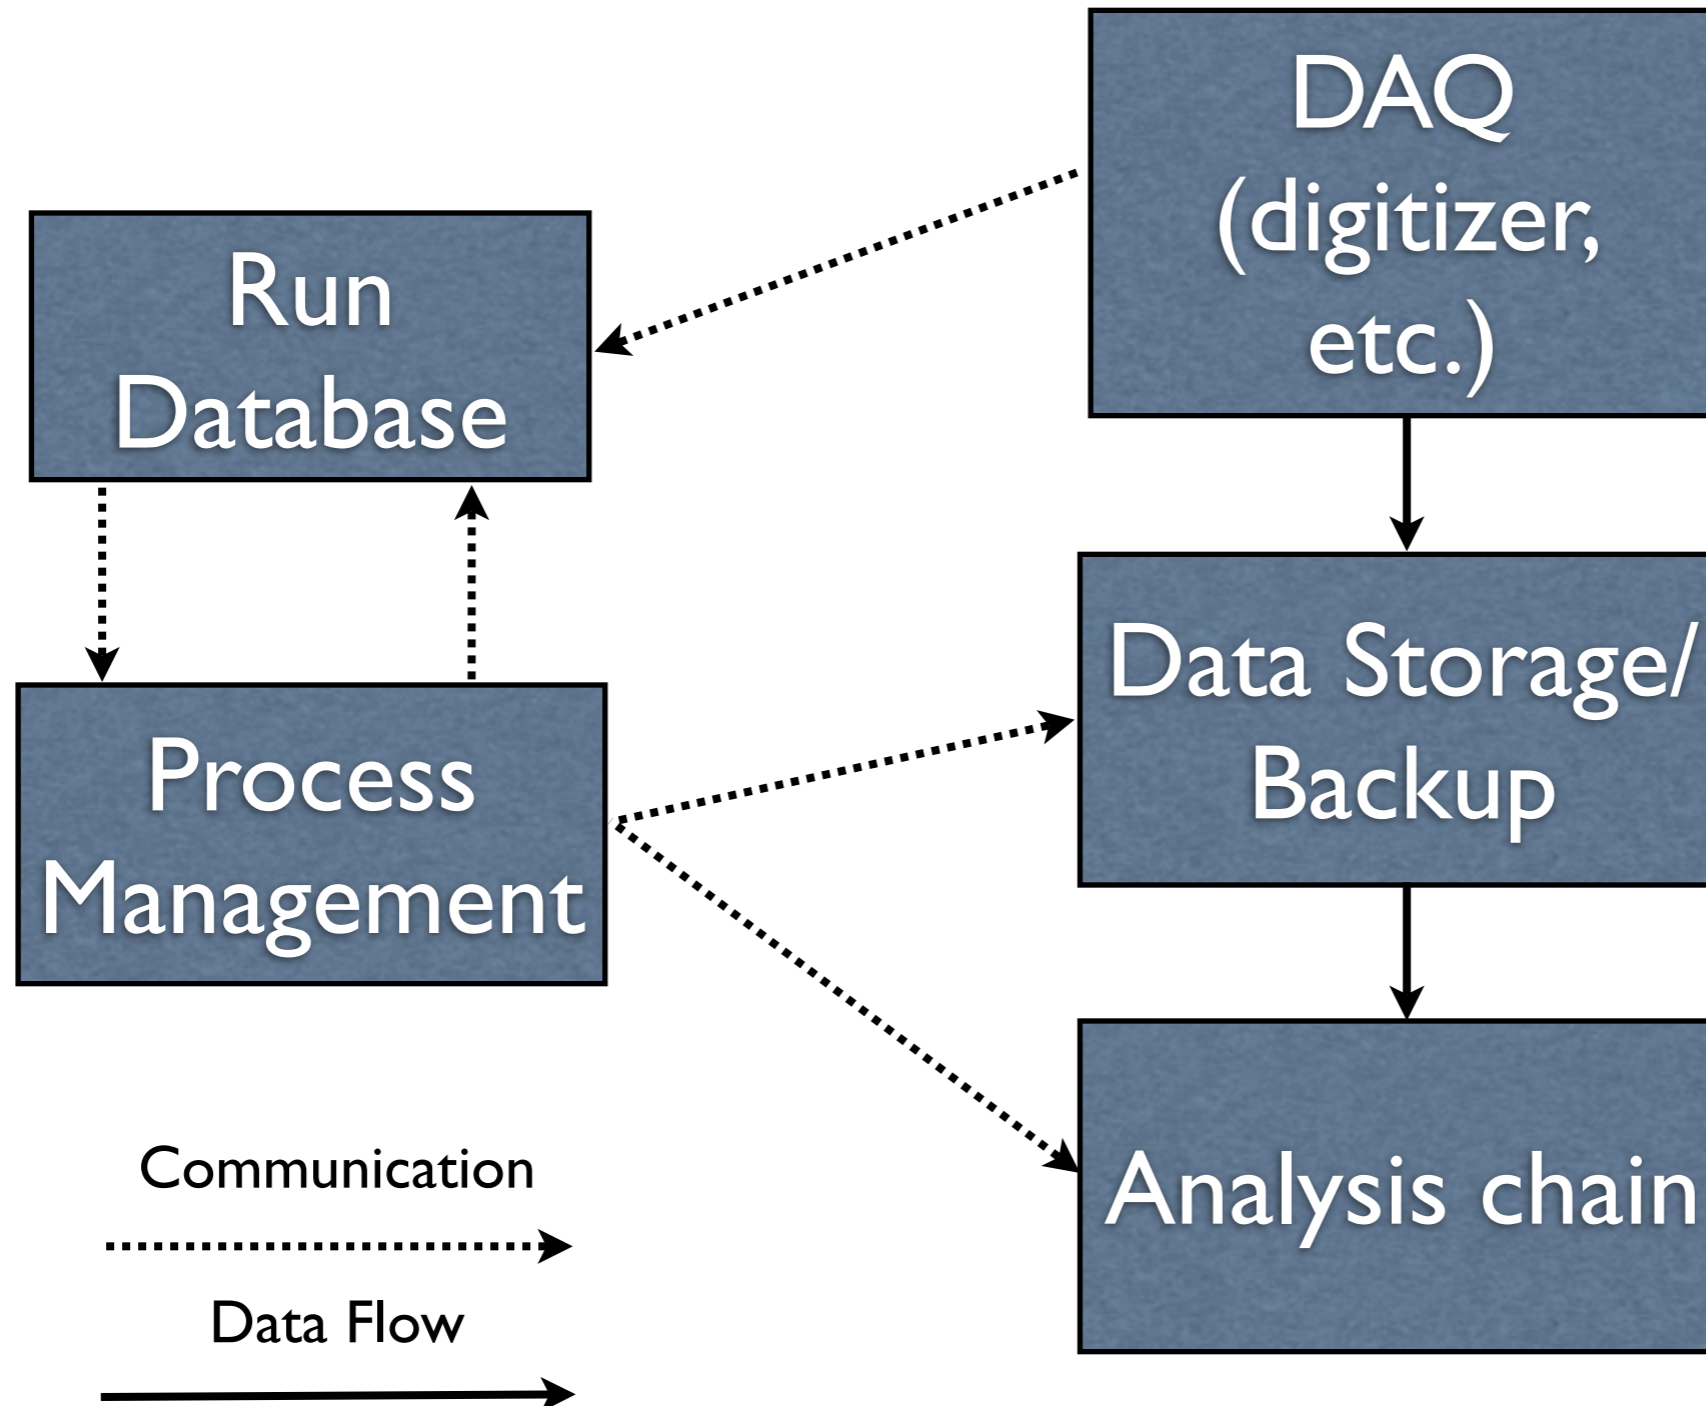 DAQ
(digitizer,
etc.)
Run
Database
Process
Management
Data Storage/
Backup
Analysis chain
Communication
Data Flow